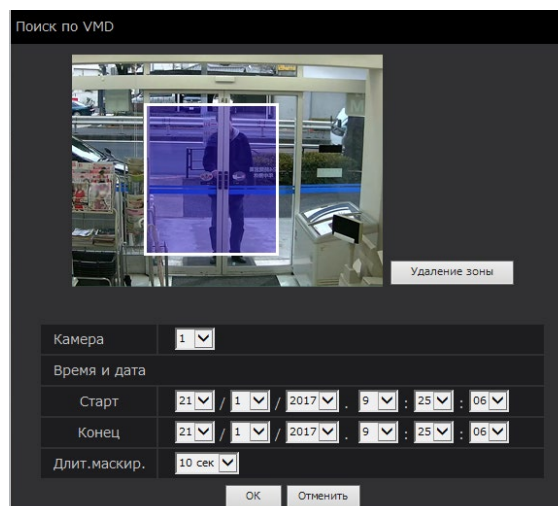 Поиск по VMD
Удаление зоны
Камера 1
Время и дата
Старт 21 / 1 / 2017 . 9 : 25 : 06
Конец 21 / 1 / 2017 . 9 : 25 : 06
Длит.маскир. 10 сек
OK Отменить